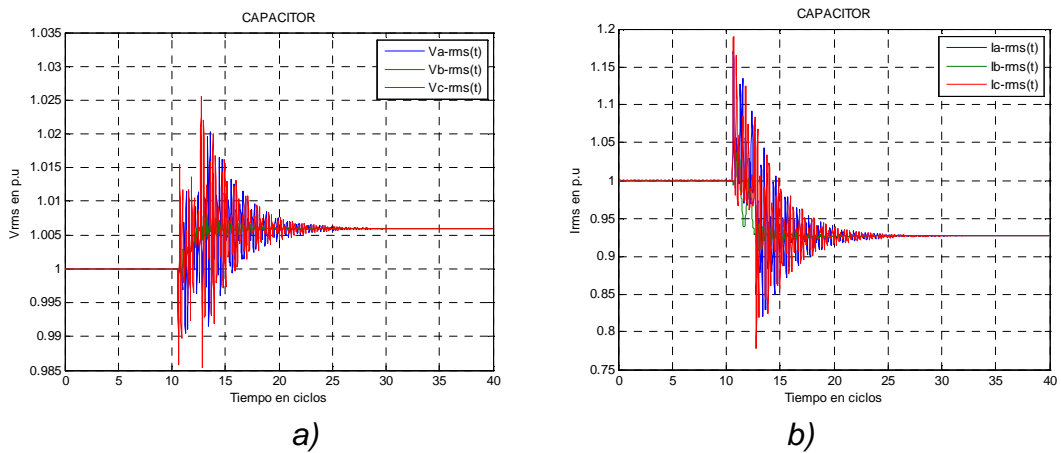 CAPACITOR
1.035
1.03
1.025
1.02
1.015
1.01
1.005
1
0.995
0.99
0.985
Vrms en p.u
Va-rms(t)
Vb-rms(t)
Vc-rms(t)
0 5 10 15 20 25 30 35 40
Tiempo en ciclos
a)
CAPACITOR
1.2
1.15
1.1
1.05
1
0.95
0.9
0.85
0.8
0.75
Irms en p.u
Ia-rms(t)
Ib-rms(t)
Ic-rms(t)
0 5 10 15 20 25 30 35 40
Tiempo en ciclos
b)